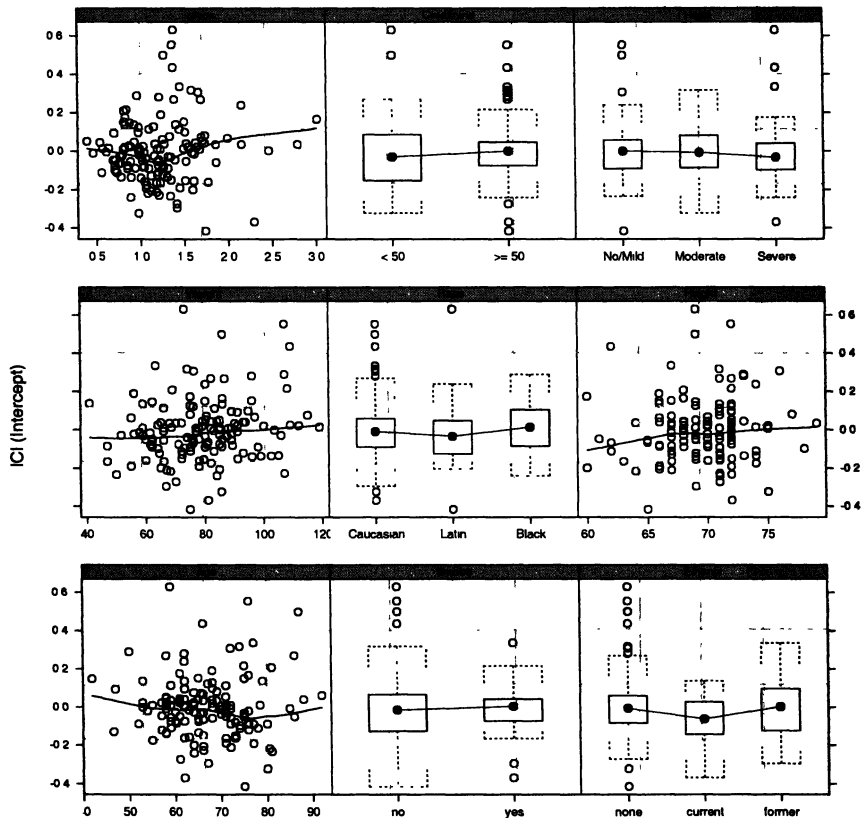 0 6
0 4
0 2
0.0
-0.2
-0 4
0 5 1 0 1 5 2 0 2 5 3 0
< 50 >= 50
No/Mild Moderate Severe
ICI (Intercept)
0 6
0 4
0 2
0.0
-0.2
-0 4
40 60 80 100 120
Caucasian Latin Black
60 65 70 75
0 6
0 4
0.2
0 0
-0.2
-0 4
40 50 60 70 80 90
no yes
none current former